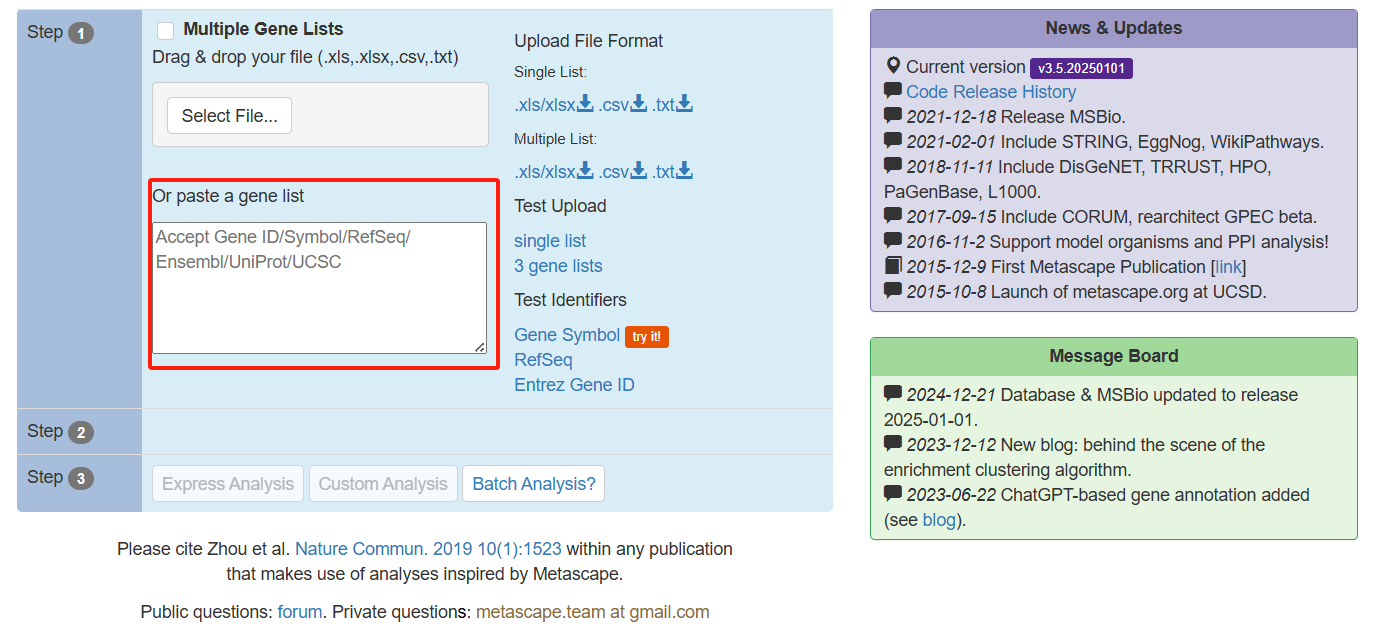 Step 1
Multiple Gene Lists
Drag & drop your file (.xls,.xlsx,.csv,.txt)
Select File...
Or paste a gene list
Accept Gene ID/Symbol/RefSeq/
Ensembl/UniProt/UCSC
Upload File Format
Single List:
.xls/xlsx .csv .txt
Multiple List:
.xls/xlsx .csv .txt
Test Upload
single list
3 gene lists
Test Identifiers
Gene Symbol try it!
RefSeq
Entrez Gene ID
Step 2
Step 3
Express Analysis Custom Analysis Batch Analysis?
Please cite Zhou et al. Nature Commun. 2019 10(1):1523 within any publication
that makes use of analyses inspired by Metascape.
Public questions: forum. Private questions: metascape.team at gmail.com
News & Updates
Current version v3.5.20250101
Code Release History
2021-12-18 Release MSBio.
2021-02-01 Include STRING, EggNog, WikiPathways.
2018-11-11 Include DisGeNET, TRRUST, HPO,
PaGenBase, L1000.
2017-09-15 Include CORUM, rearchitect GPEC beta.
2016-11-2 Support model organisms and PPI analysis!
2015-12-9 First Metascape Publication [link]
2015-10-8 Launch of metascape.org at UCSD.
Message Board
2024-12-21 Database & MSBio updated to release
2025-01-01.
2023-12-12 New blog: behind the scene of the
enrichment clustering algorithm.
2023-06-22 ChatGPT-based gene annotation added
(see blog).